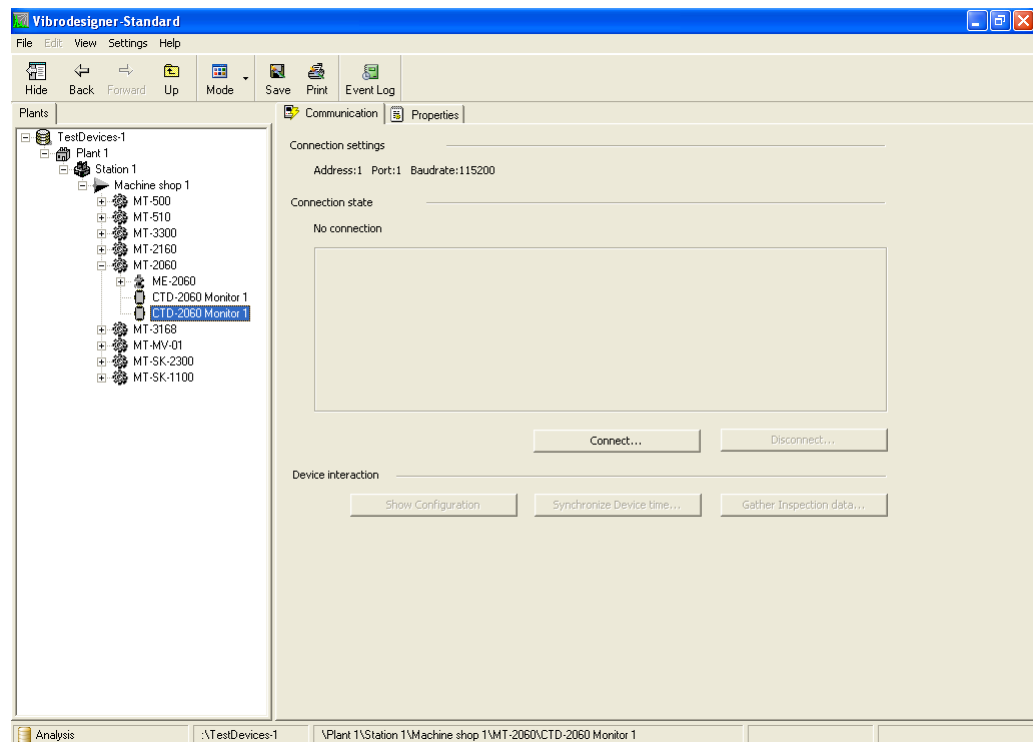 Vibrodesigner-Standard
File Edit View Settings Help
Hide Back Forward Up Mode Save Print Event Log
Plants
Communication Properties
TestDevices-1
Plant 1
Station 1
Machine shop 1
MT-500
MT-510
MT-3300
MT-2160
MT-2060
ME-2060
CTD-2060 Monitor 1
CTD-2060 Monitor 1
MT-3168
MT-MV-01
MT-SK-2300
MT-SK-1100
Connection settings
Address:1 Port:1 Baudrate:115200
Connection state
No connection
Connect... Disconnect...
Device interaction
Show Configuration Synchronize Device time... Gather Inspection data...
Analysis :\TestDevices-1 \Plant 1\Station 1\Machine shop 1\MT-2060\CTD-2060 Monitor 1